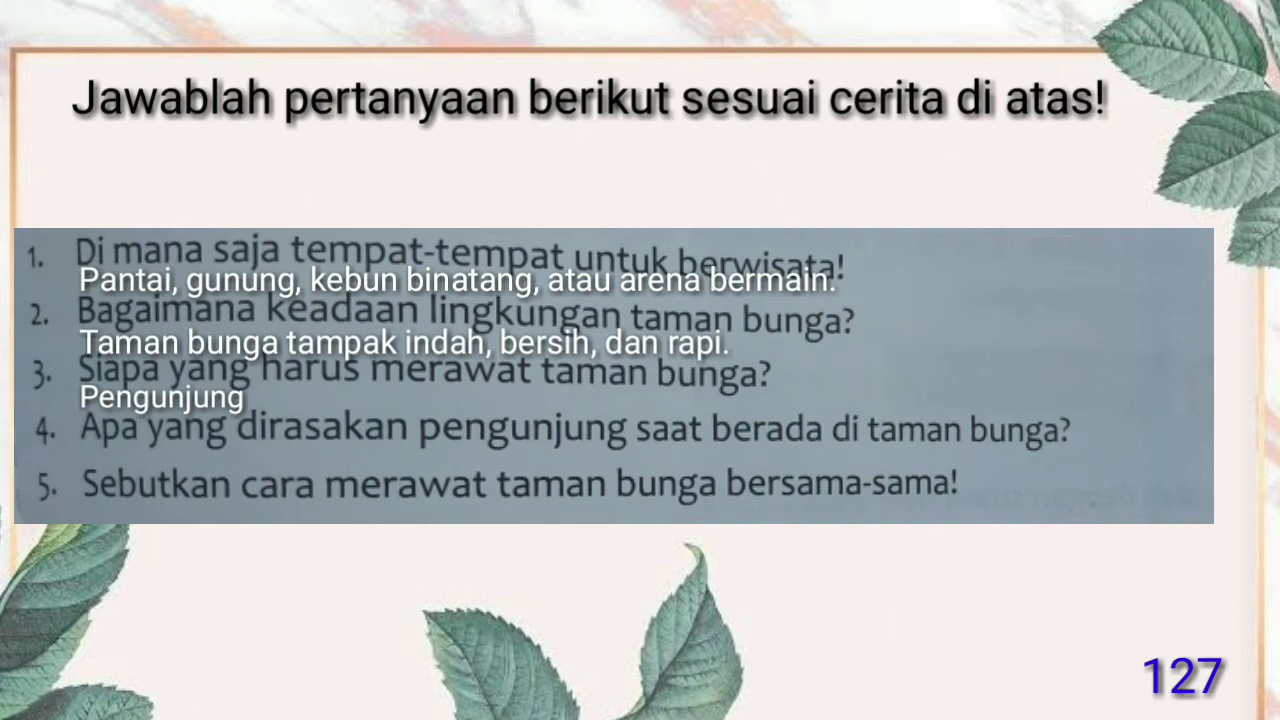 Jawablah pertanyaan berikut sesuai cerita di atas!
1. Di mana saja tempat-tempat untuk berwisata!
Pantai, gunung, kebun binatang, atau arena bermain.
2. Bagaimana keadaan lingkungan taman bunga?
Taman bunga tampak indah, bersih, dan rapi.
3. Siapa yang harus merawat taman bunga?
Pengunjung
4. Apa yang dirasakan pengunjung saat berada di taman bunga?
5. Sebutkan cara merawat taman bunga bersama-sama!
127